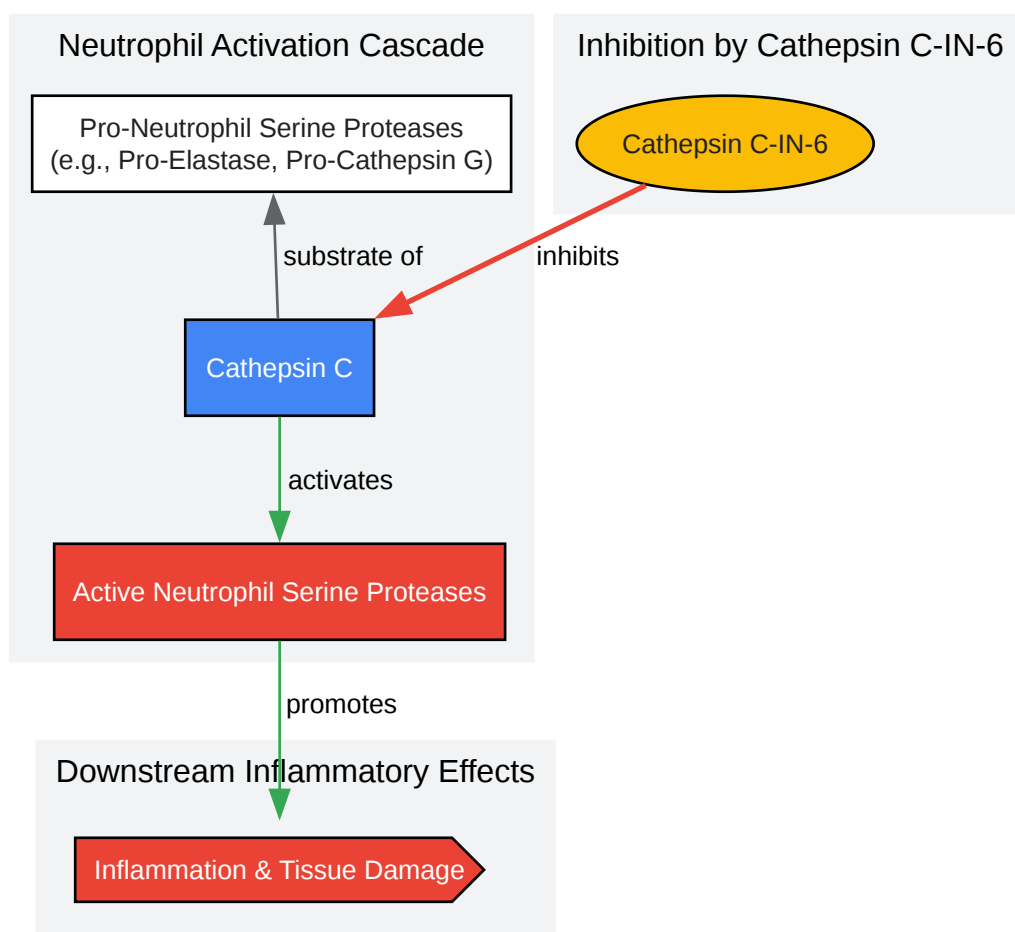 Neutrophil Activation Cascade
Inhibition by Cathepsin C-IN-6
Pro-Neutrophil Serine Proteases
(e.g., Pro-Elastase, Pro-Cathepsin G)
Cathepsin C-IN-6
substrate of
inhibits
Cathepsin C
activates
Active Neutrophil Serine Proteases
promotes
Downstream Inflammatory Effects
Inflammation & Tissue Damage